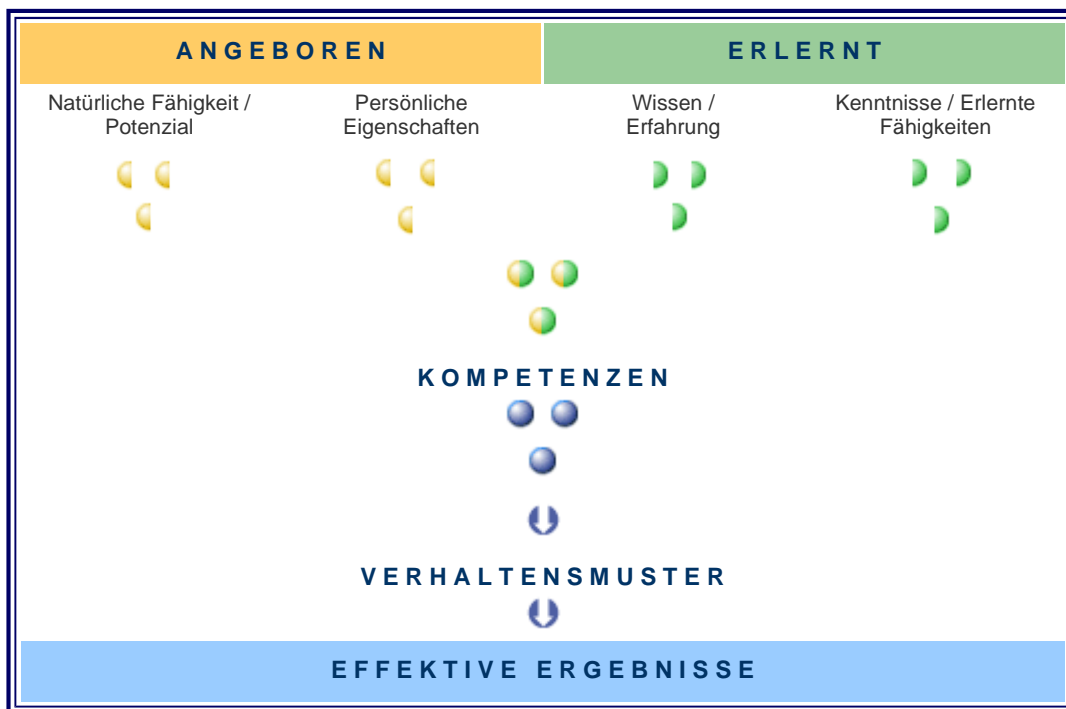 ANGEBOREN
ERLERNT
Natürliche Fähigkeit /
Potenzial
Persönliche
Eigenschaften
Wissen /
Erfahrung
Kenntnisse / Erlernte
Fähigkeiten
KOMPETENZEN
VERHALTENSMUSTER
EFFEKTIVE ERGEBNISSE